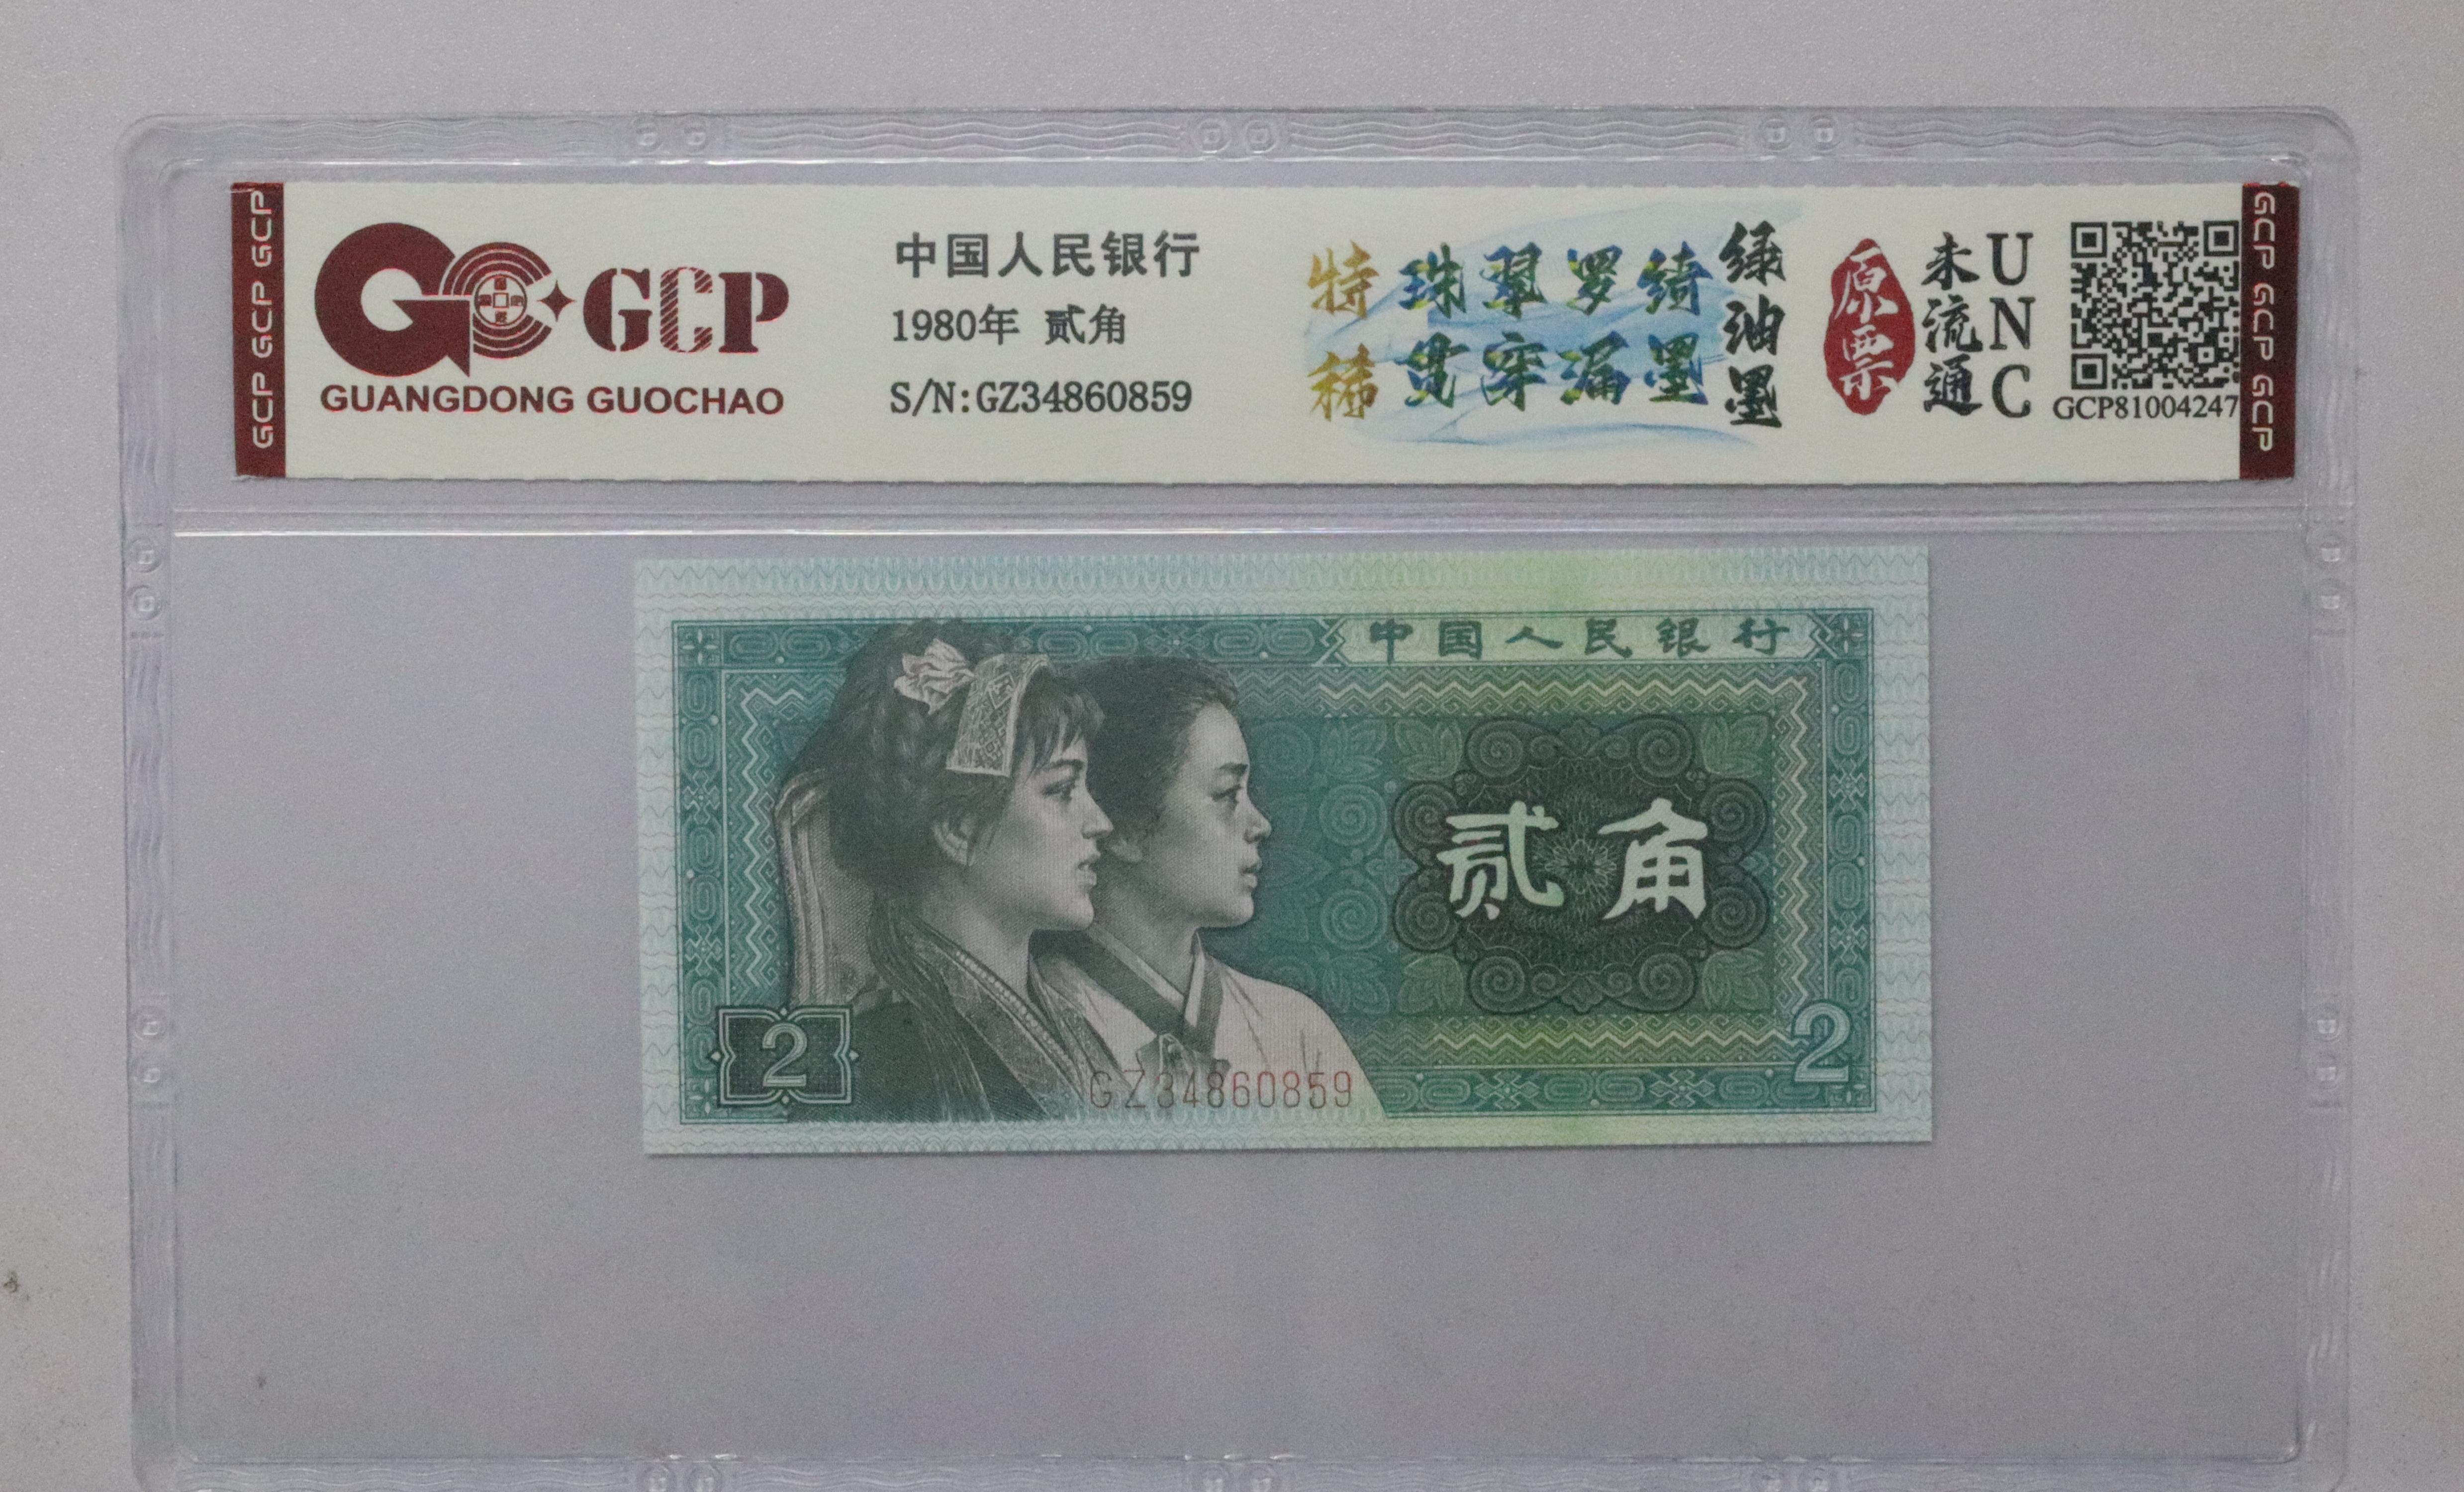 GCP GCP GCP
GCP
GUANGDONG GUOCHAO
中国人民银行
1980年 贰角
S/N:GZ34860859
特稀
珠翠罗绮
贯穿漏墨
绿油墨
原票
未流通
UNC
GCP81004247
GCP GCP GCP
中国人民银行
贰角
2
2
GZ34860859